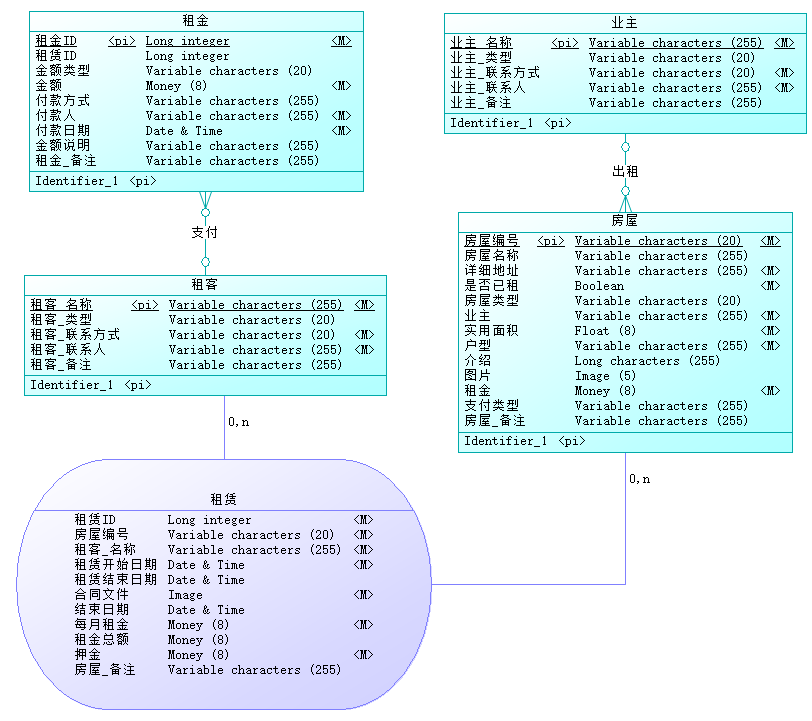 租金
租金ID <pi> Long integer <M>
租赁ID Long integer
金额类型 Variable characters (20)
金额 Money (8) <M>
付款方式 Variable characters (255)
付款人 Variable characters (255) <M>
付款日期 Date & Time <M>
金额说明 Variable characters (255)
租金_备注 Variable characters (255)
Identifier_1 <pi>
业主
业主_名称 <pi> Variable characters (255) <M>
业主_类型 Variable characters (20)
业主_联系方式 Variable characters (20) <M>
业主_联系人 Variable characters (255) <M>
业主_备注 Variable characters (255)
Identifier_1 <pi>
支付
出租
租客
租客_名称 <pi> Variable characters (255) <M>
租客_类型 Variable characters (20)
租客_联系方式 Variable characters (20) <M>
租客_联系人 Variable characters (255) <M>
租客_备注 Variable characters (255)
Identifier_1 <pi>
房屋
房屋编号 <pi> Variable characters (20) <M>
房屋名称 Variable characters (255)
详细地址 Variable characters (255) <M>
是否已租 Boolean <M>
房屋类型 Variable characters (20)
业主 Variable characters (255) <M>
实用面积 Float (8) <M>
户型 Variable characters (255) <M>
介绍 Long characters (255)
图片 Image (5)
租金 Money (8) <M>
支付类型 Variable characters (255)
房屋_备注 Variable characters (255)
Identifier_1 <pi>
0,n
0,n
租赁
租赁ID Long integer <M>
房屋编号 Variable characters (20) <M>
租客_名称 Variable characters (255) <M>
租赁开始日期 Date & Time <M>
租赁结束日期 Date & Time
合同文件 Image <M>
结束日期 Date & Time
每月租金 Money (8) <M>
租金总额 Money (8)
押金 Money (8) <M>
房屋_备注 Variable characters (255)